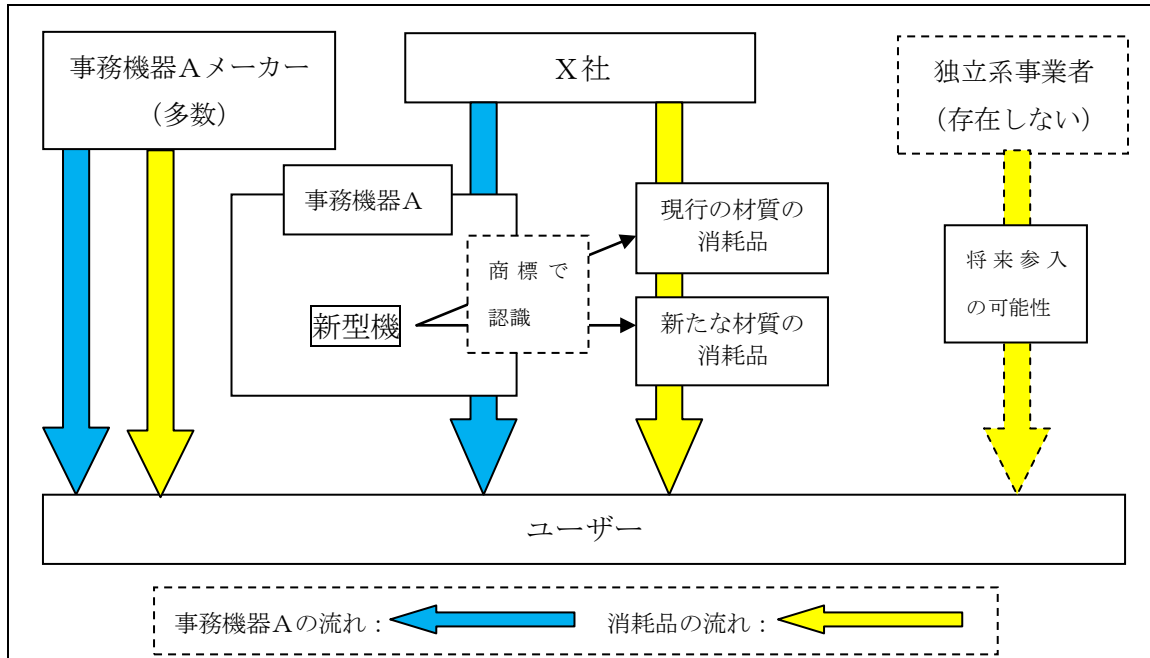 事務機器Aメーカー
(多数)
X社
独立系事業者
(存在しない)
事務機器A
現行の材質の
消耗品
商標で
認識
新型機
新たな材質の
消耗品
将来参入
の可能性
ユーザー
事務機器Aの流れ:
消耗品の流れ: